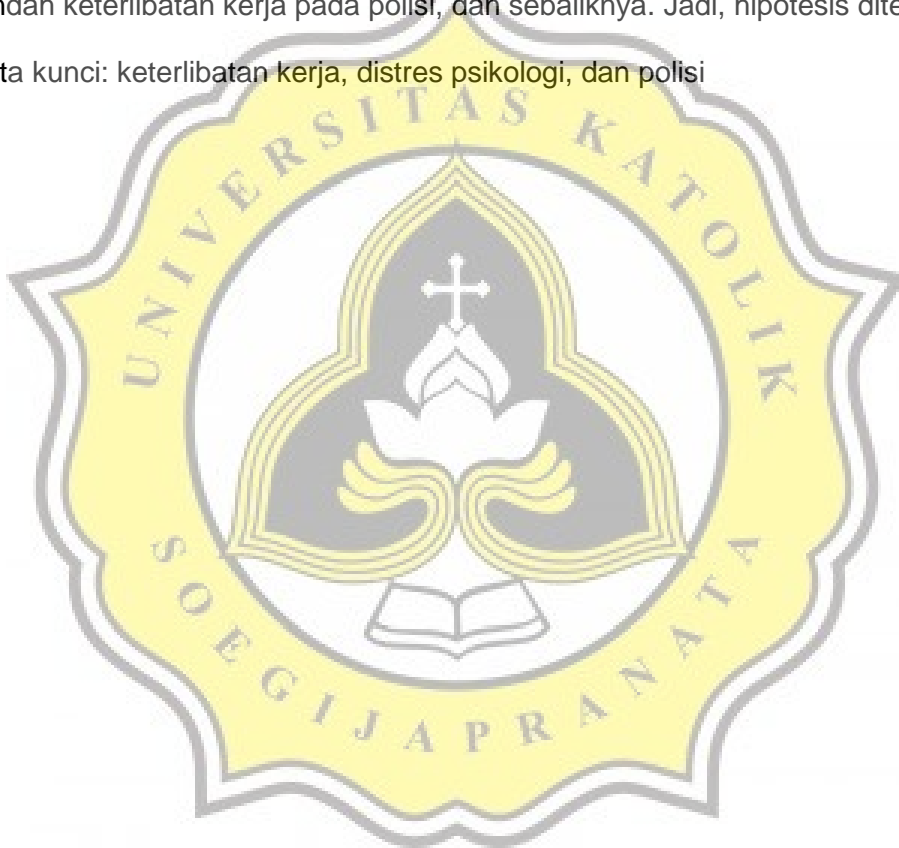 ndah keterlibatan kerja pada polisi, dan sebaliknya. Jadi, hipotesis dite
ta kunci: keterlibatan kerja, distres psikologi, dan polisi
UNIVERSITAS KATOLIK
SOEGIJAPRANATA